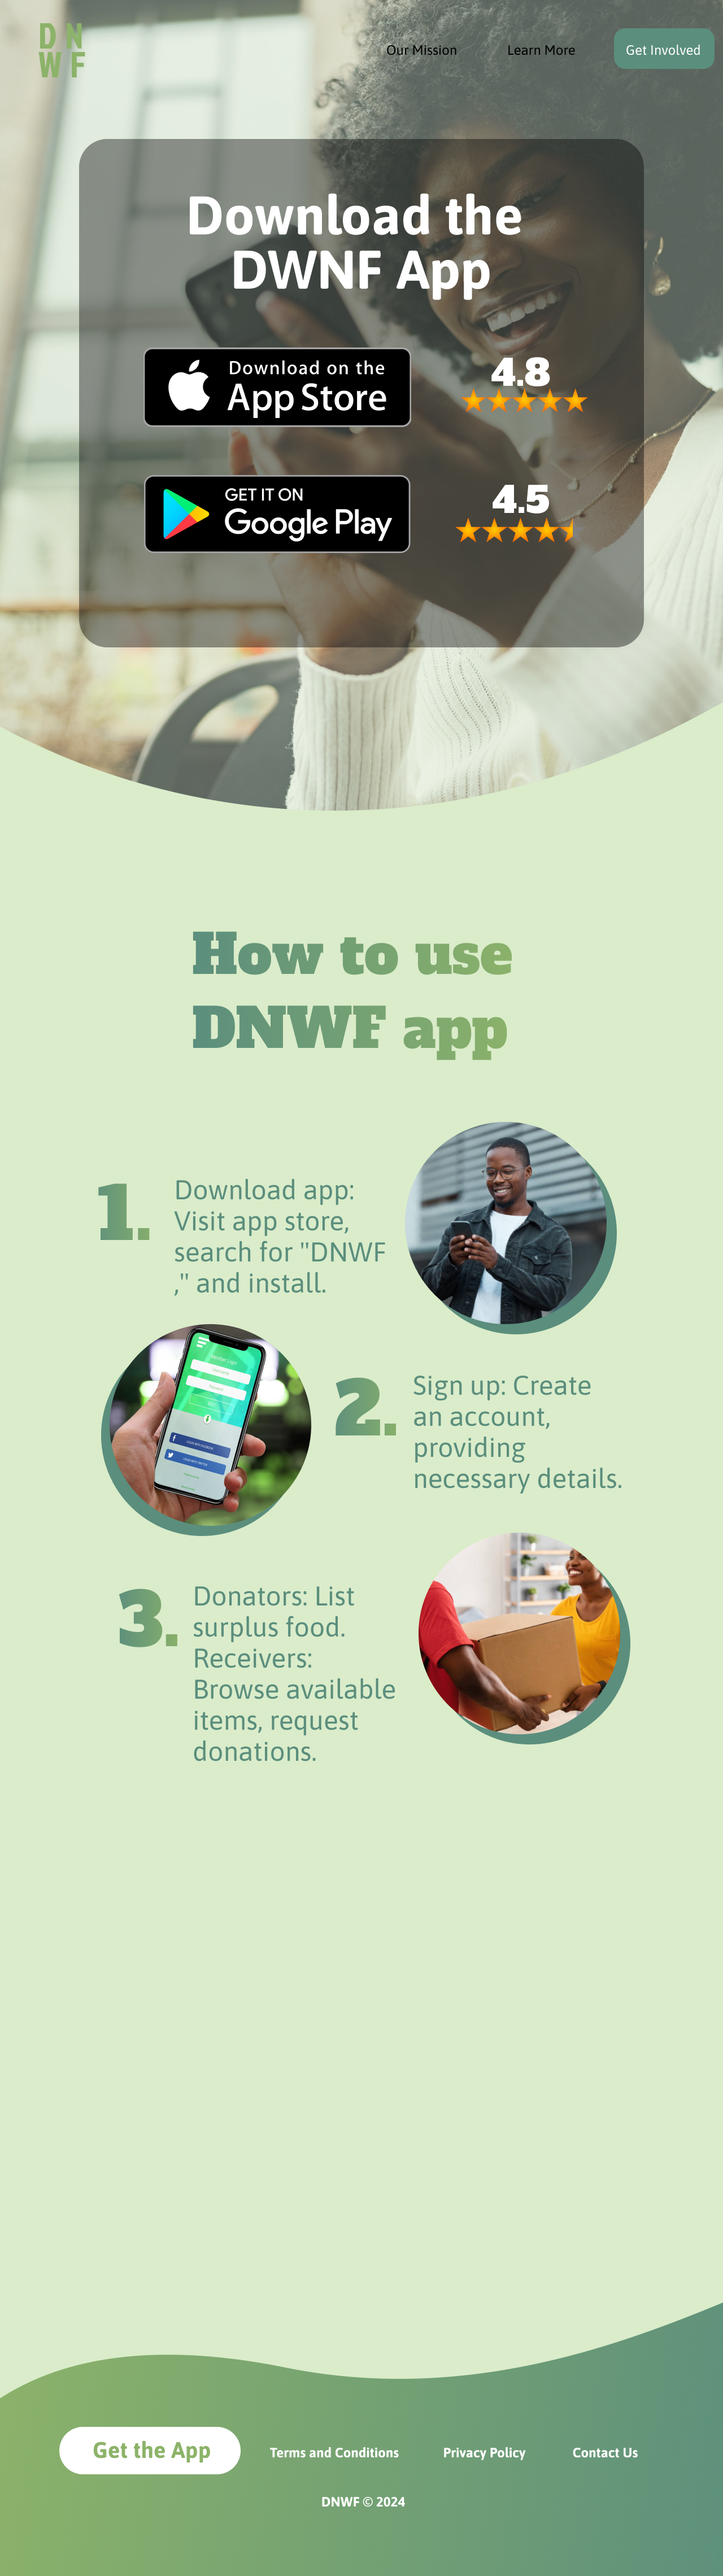 D N
W F
Our Mission
Learn More
Get Involved
Download the
DWNF App
Download on the
App Store
4.8
GET IT ON
Google Play
4.5
How to use
DNWF app
1.
Download app:
Visit app store,
search for "DNWF
," and install.
2.
Sign up: Create
an account,
providing
necessary details.
3.
Donators: List
surplus food.
Receivers:
Browse available
items, request
donations.
Get the App
Terms and Conditions
Privacy Policy
Contact Us
DNWF © 2024